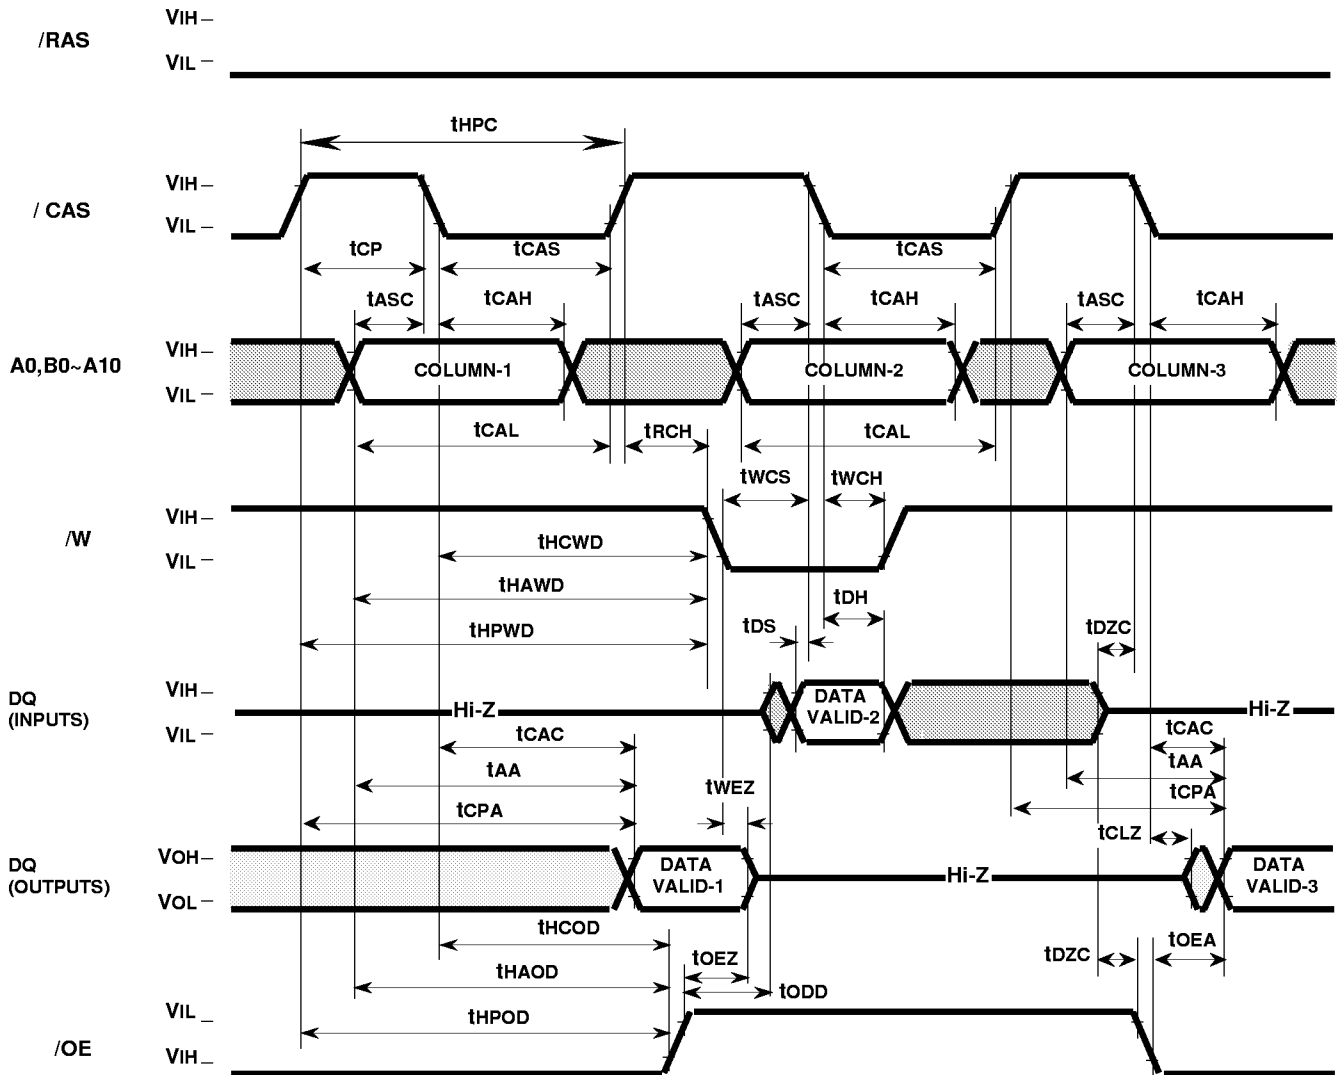 VIH
/RAS
VIL
tHPC
VIH
/ CAS
VIL
tCP
tCAS
tCAS
tASC
tCAH
tASC
tCAH
tASC
tCAH
VIH
A0,B0~A10
COLUMN-1
COLUMN-2
COLUMN-3
VIL
tCAL
tRCH
tCAL
tWCS
tWCH
VIH
/W
VIL
tHCWD
tHAWD
tDH
tHPWD
tDS
tDZC
DQ
(INPUTS)
VIH
Hi-Z
DATA
VALID-2
Hi-Z
VIL
tCAC
tCAC
tAA
tAA
tWEZ
tCPA
tCPA
tCLZ
DQ
(OUTPUTS)
VOH
DATA
VALID-1
Hi-Z
DATA
VALID-3
VOL
tHCOD
tOEZ
tDZC
tOEA
tHAOD
tODD
VIL
tHPOD
/OE
VIH